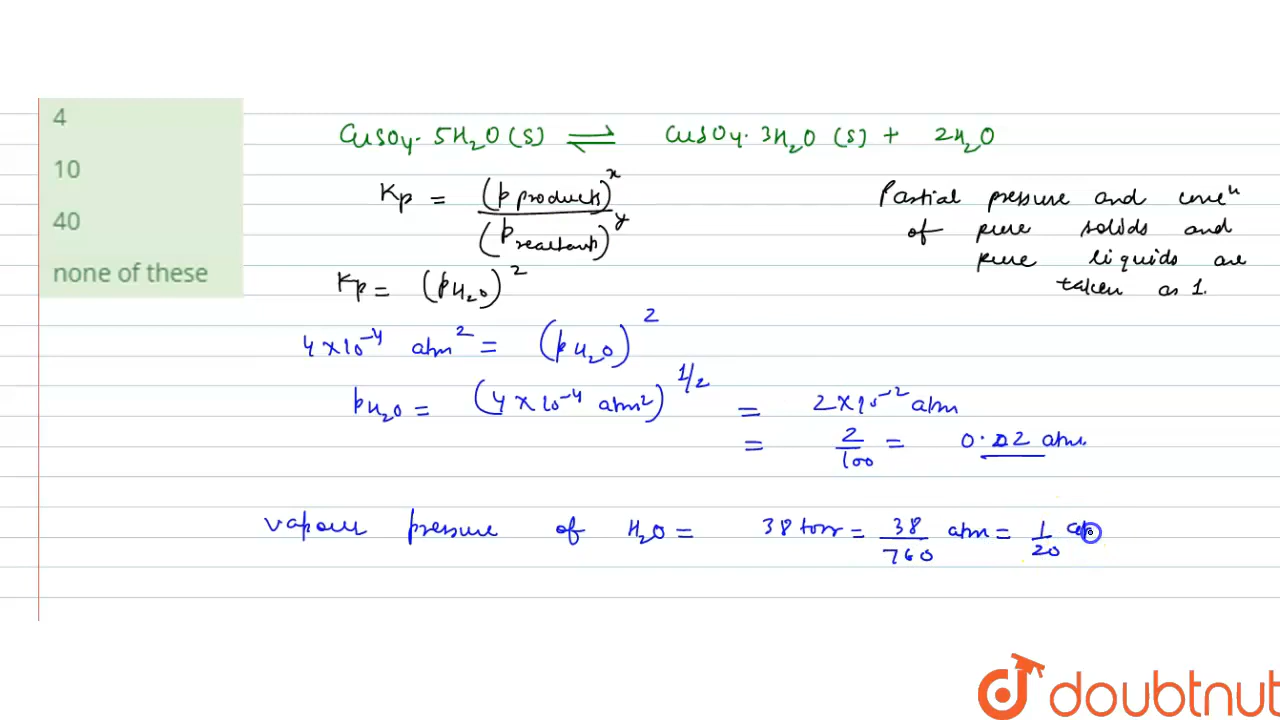 4
10
40
none of these
CuSO4·5H2O (s) ⇌ CuSO4·3H2O (s) + 2H2O
Kp = (p products)^x / (p reactants)^y
Partial pressure and concn
of pure solids and
pure liquids are
taken as 1.
Kp = (pH2O)^2
4×10^-4 atm^2 = (pH2O)^2
pH2O = (4×10^-4 atm^2)^1/2 = 2×10^-2 atm
= 2/100 = 0.02 atm.
vapour pressure of H2O = 38 torr = 38/760 atm = 1/20
doubtnut